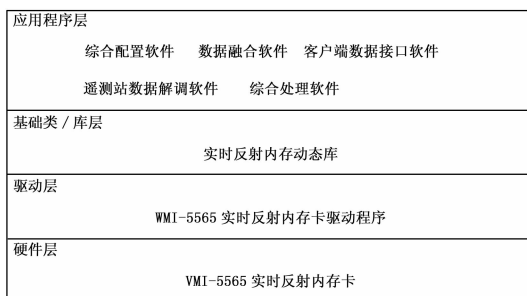 应用程序层
综合配置软件 数据融合软件 客户端数据接口软件
遥测站数据解调软件 综合处理软件
基础类/库层
实时反射内存动态库
驱动层
WMI-5565 实时反射内存卡驱动程序
硬件层
VMI-5565 实时反射内存卡